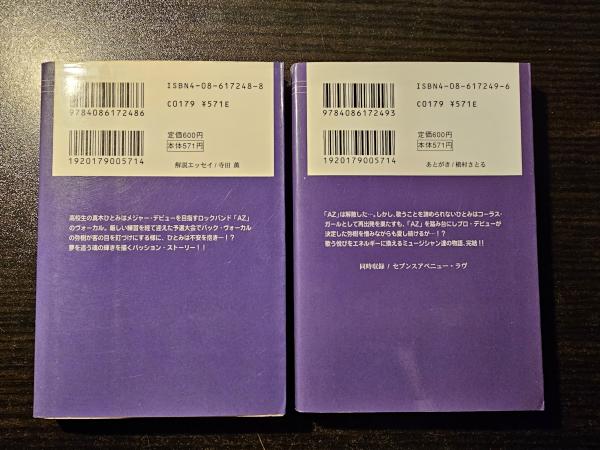 ISBN4-08-617248-8
C0179 ¥571E
9784086172486
定価600円
本体571円
1920179005714
解説エッセイ/寺田 薫
高校生の真木ひとみはメジャー・デビューを目指すロックバンド「AZ」
のヴォーカル。厳しい練習を経て迎えた予選大会でバック・ヴォーカル
の弥樹が客の目を釘づけにする様に、ひとみは不安を抱き…!?
夢を追う魂の輝きを描くパッション・ストーリー!!
ISBN4-08-617249-6
C0179 ¥571E
9784086172493
定価600円
本体571円
1920179005714
あとがき/槇村さとる
「AZ」は解散した…。しかし、歌うことを諦められないひとみはコーラス・
ガールとして再出発を果たすも、「AZ」を踏み台にしプロ・デビューが
決定した弥樹を憎みながらも愛し続けるが…!?
歌う悦びをエネルギーに換えるミュージシャン達の物語、完結!!
同時収録/セブンスアベニュー・ラヴ